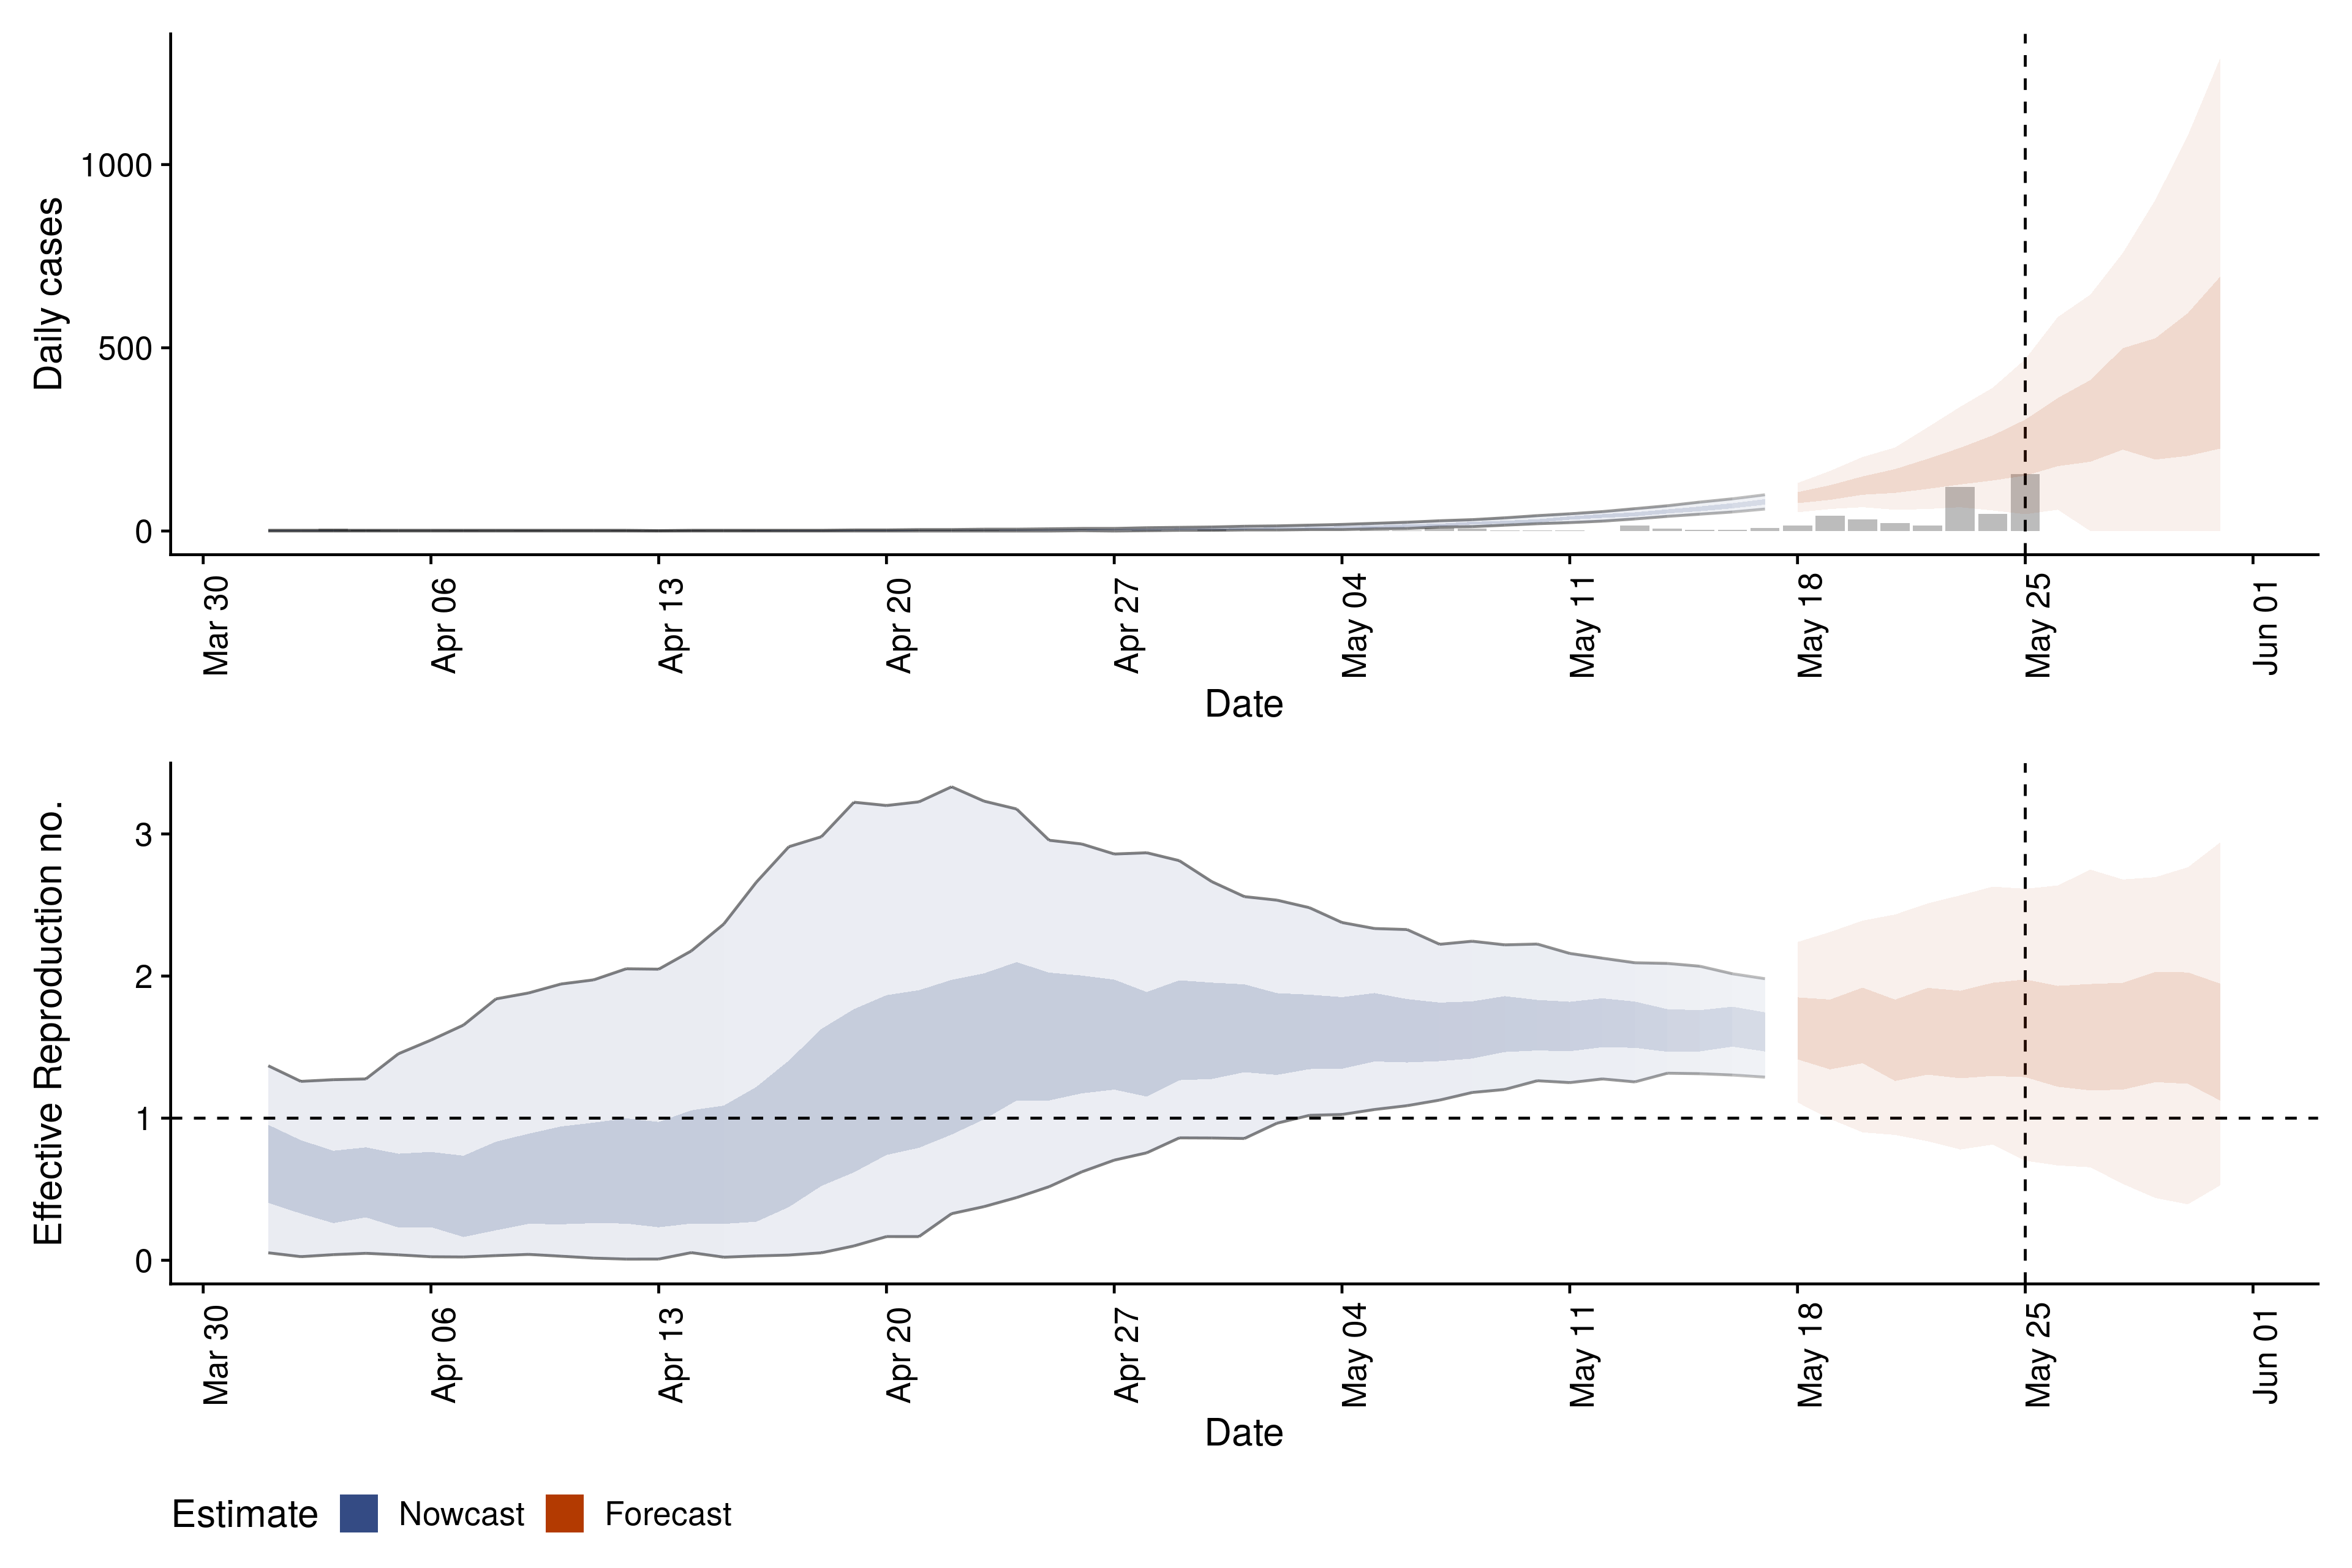 Daily cases
1000
500
0
Mar 30
Apr 06
Apr 13
Apr 20
Apr 27
May 04
May 11
May 18
May 25
Jun 01
Date
Effective Reproduction no.
3
2
1
0
Mar 30
Apr 06
Apr 13
Apr 20
Apr 27
May 04
May 11
May 18
May 25
Jun 01
Date
Estimate Nowcast Forecast